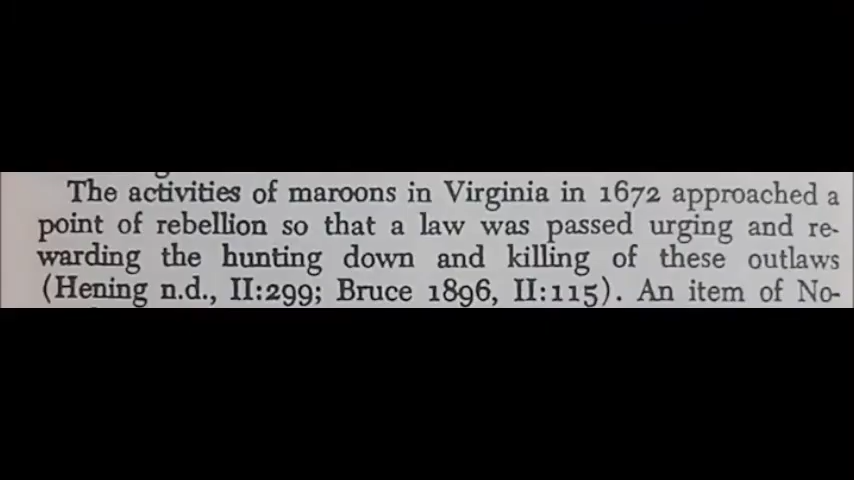 The activities of maroons in Virginia in 1672 approached a
point of rebellion so that a law was passed urging and re-
warding the hunting down and killing of these outlaws
(Hening n.d., II:299; Bruce 1896, II:115). An item of No-